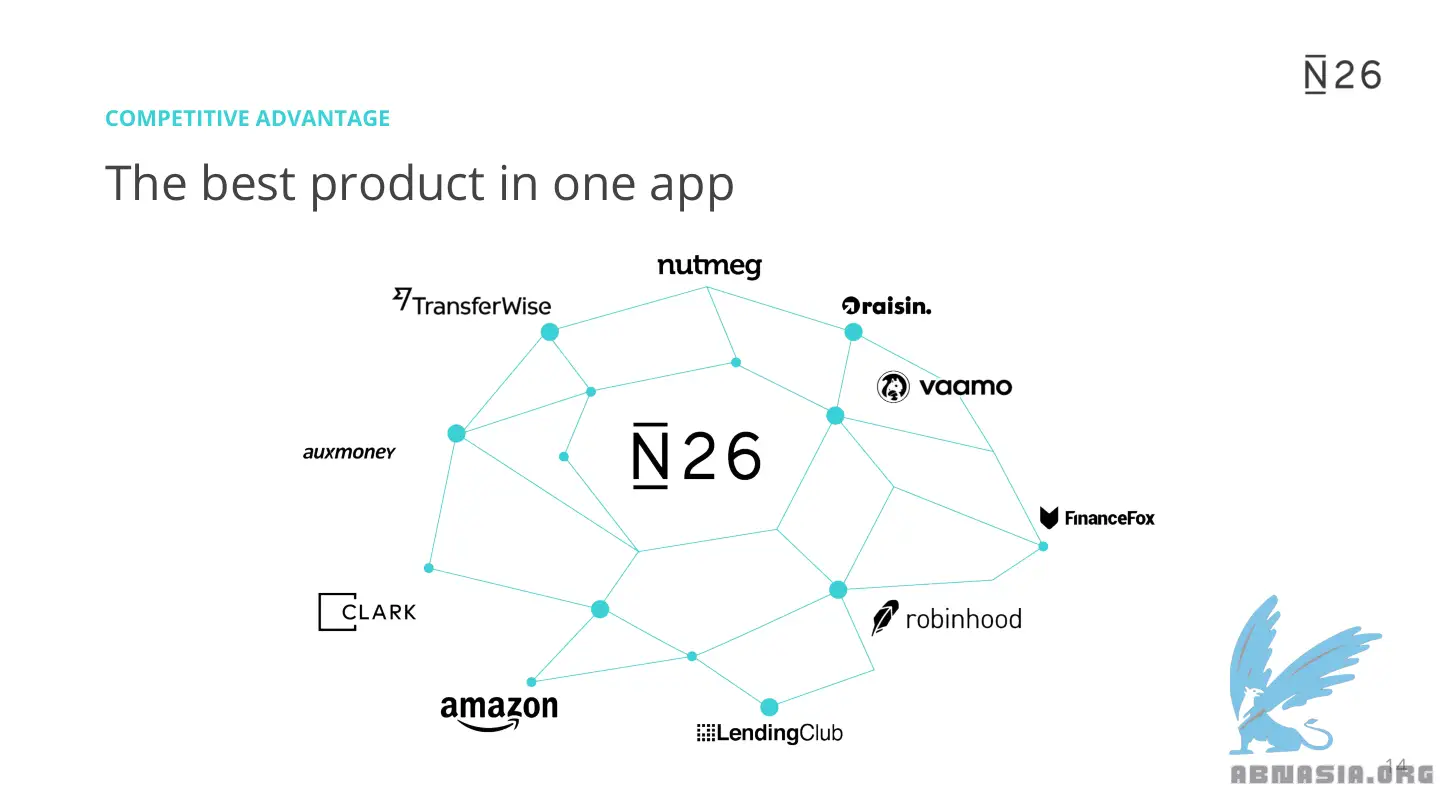 N26
COMPETITIVE ADVANTAGE
The best product in one app
nutmeg
TransferWise
raisin.
vaamo
N26
auxmoney
FinanceFox
CLARK
robinhood
amazon
LendingClub
14
ABNASIA.ORG